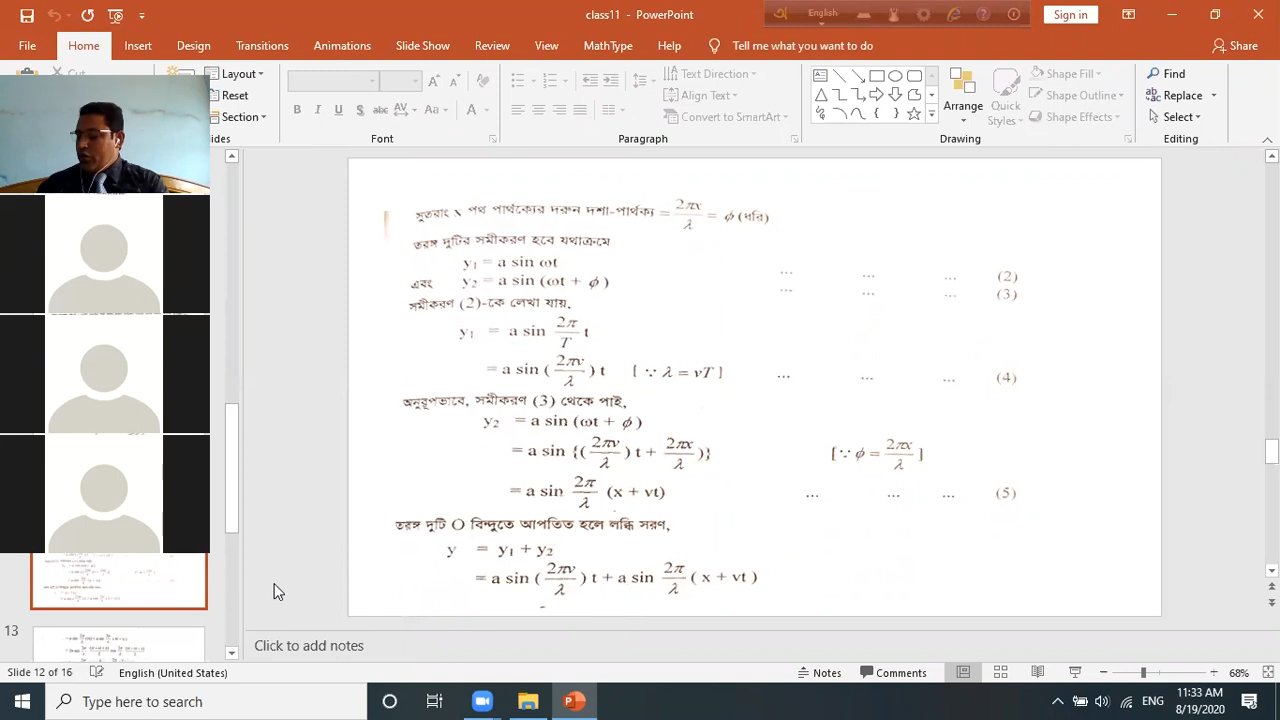 class11 - PowerPoint
English
Sign in
File Home Insert Design Transitions Animations Slide Show Review View MathType Help Tell me what you want to do Share
Cut Layout Text Direction Shape Fill Find
Reset Align Text Arrange Quick Styles Shape Outline Replace
Section Convert to SmartArt Shape Effects Select
Font Paragraph Drawing Editing
সুতরাং x পথ পার্থক্যের দরুন দশা-পার্থক্য = 2πx/λ = ϕ (ধরি)
তরঙ্গ দুটির সমীকরণ হবে যথাক্রমে
y₁ = a sin ωt ... ... ... (2)
এবং y₂ = a sin (ωt + ϕ) ... ... ... (3)
সমীকরণ (2)-কে লেখা যায়,
y₁ = a sin 2π/T t
= a sin (2πv/λ) t [∵ λ = vT] ... ... ... (4)
অনুরূপভাবে, সমীকরণ (3) থেকে পাই,
y₂ = a sin (ωt + ϕ)
= a sin {(2πv/λ) t + 2πx/λ)} [∵ ϕ = 2πx/λ]
= a sin 2π/λ (x + vt) ... ... ... (5)
তরঙ্গ দুটি O বিন্দুতে আপতিত হলে লব্ধি সরণ,
y = y₁ + y₂
= a sin (2πv/λ) t + a sin 2π/λ (x + vt)
13
Click to add notes
Slide 12 of 16 English (United States) Notes Comments 68%
Type here to search ENG 11:33 AM
8/19/2020